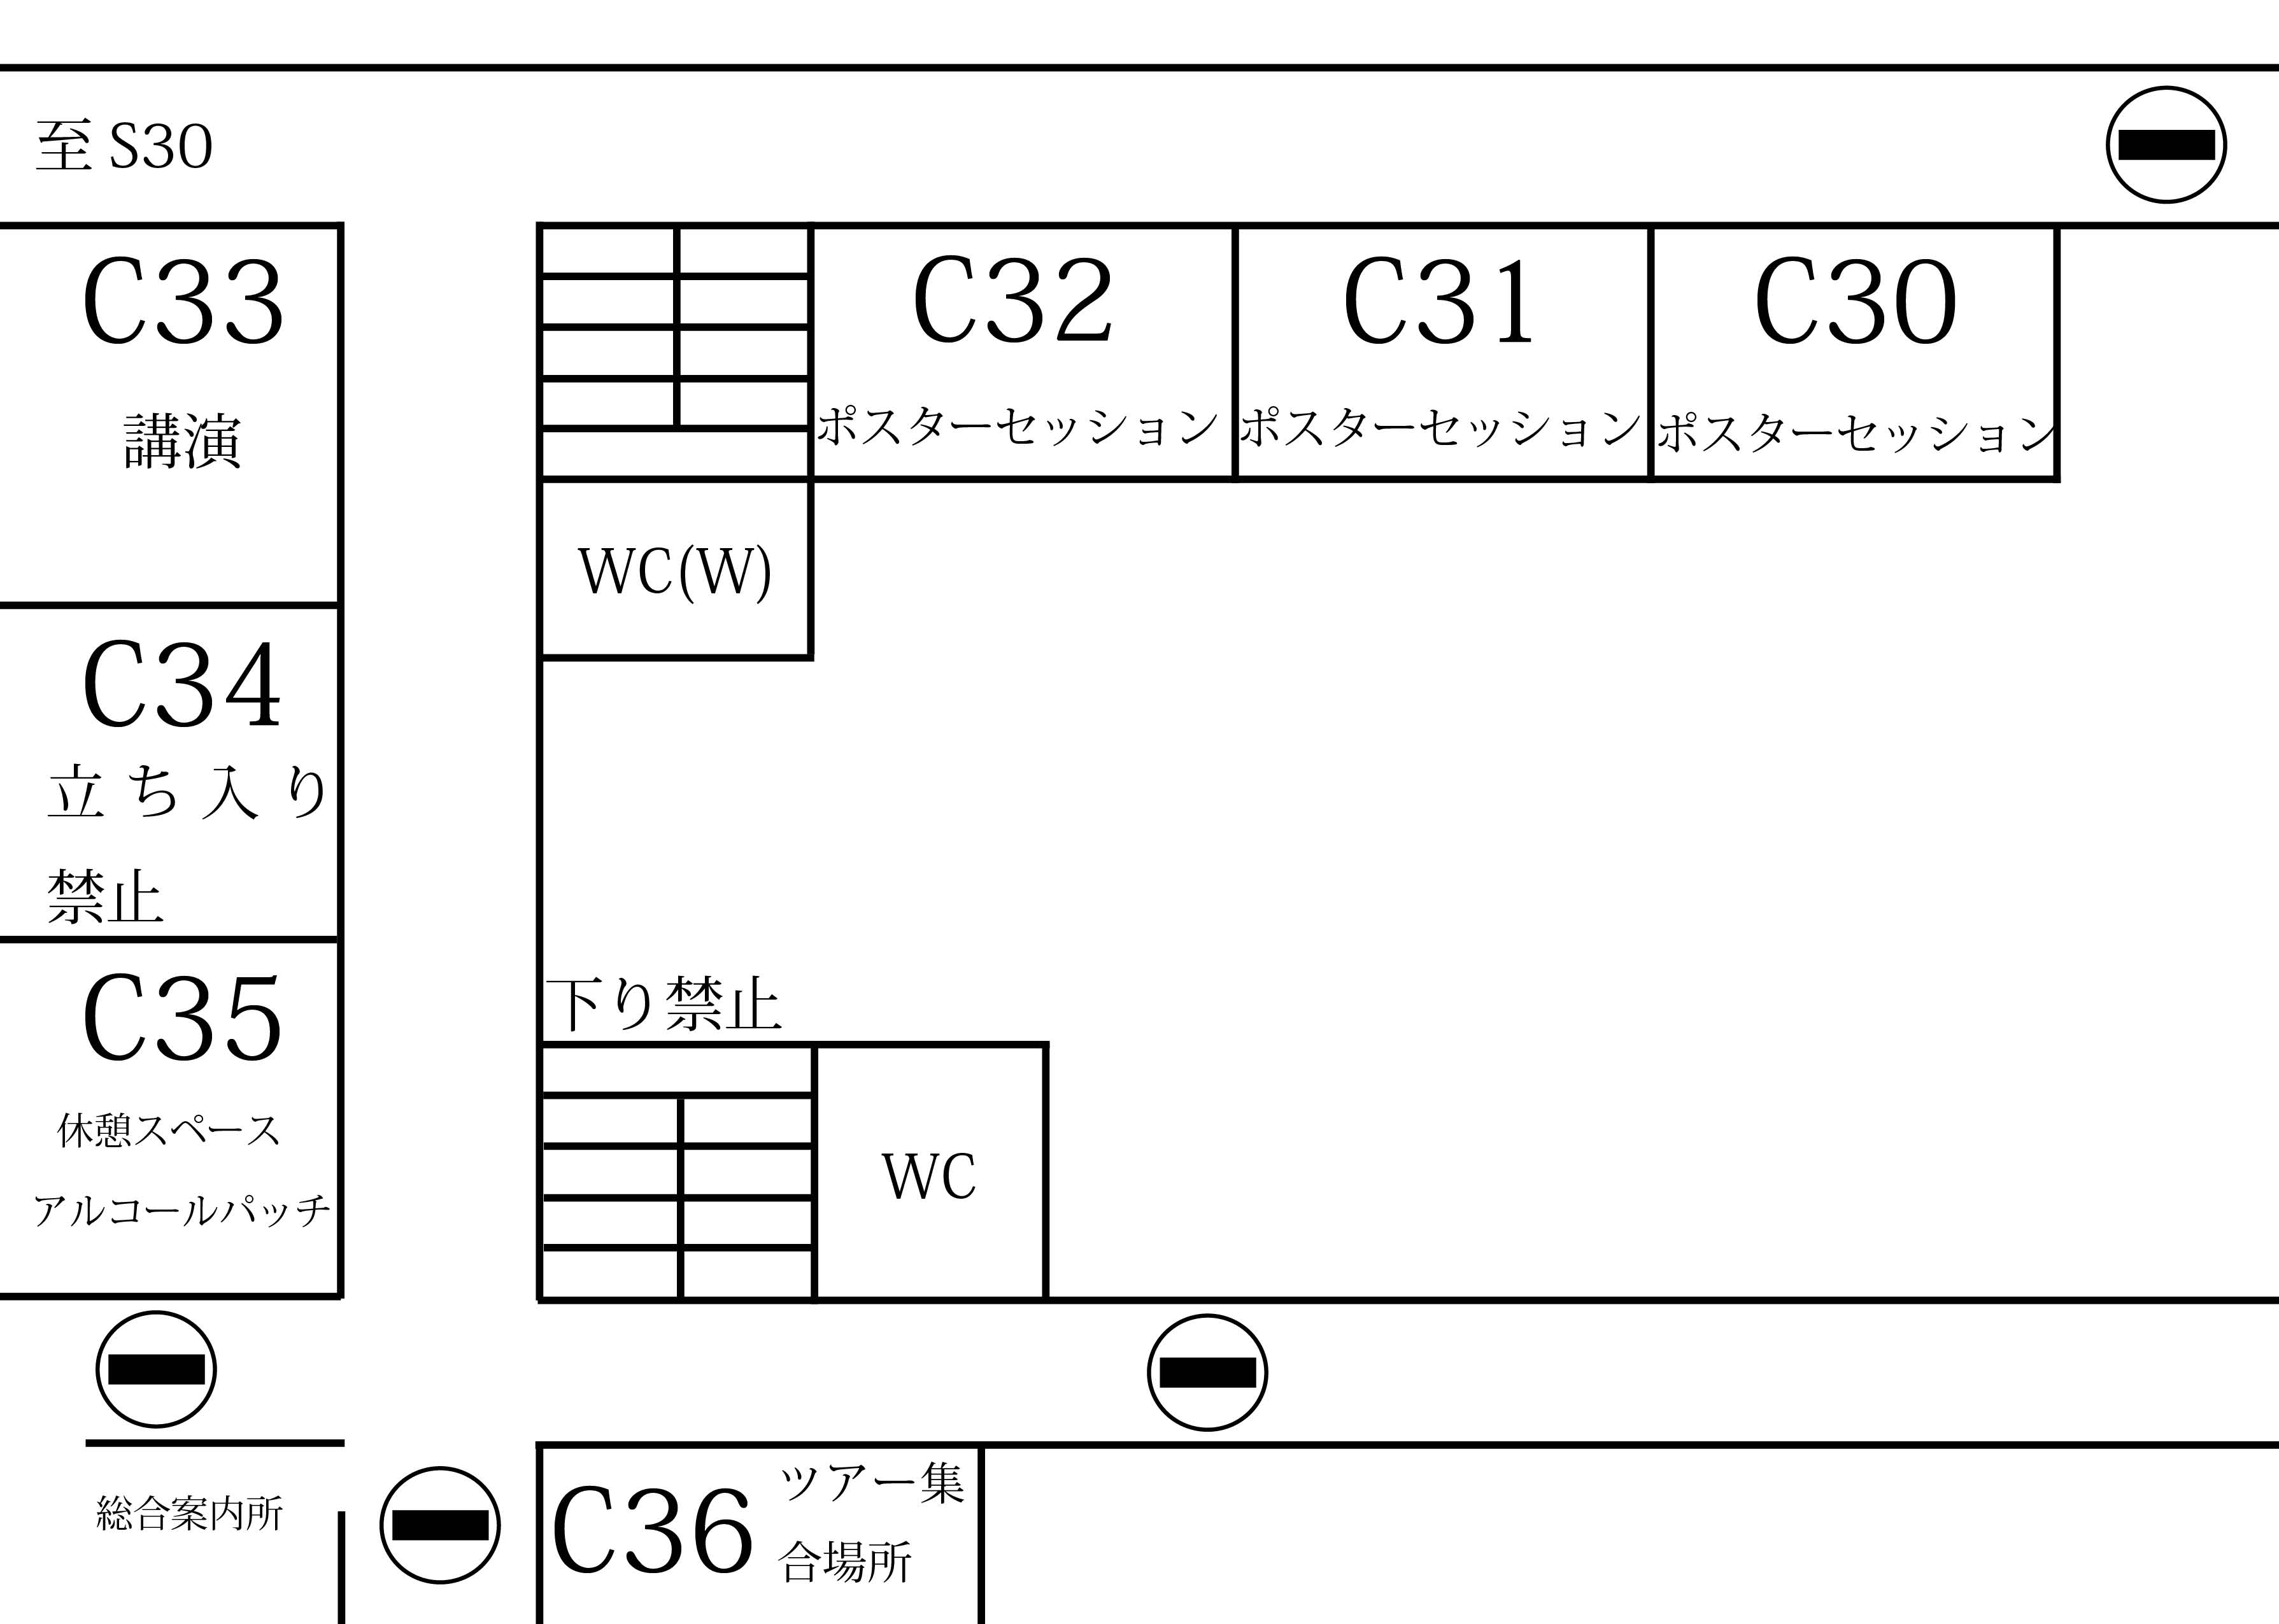 至 S30
C33
講演
C32
ポスターセッション
C31
ポスターセッション
C30
ポスターセッション
WC(W)
C34
立ち入り
禁止
C35
休憩スペース
アルコールパッチ
下り禁止
WC
総合案内所
C36
ツアー集
合場所